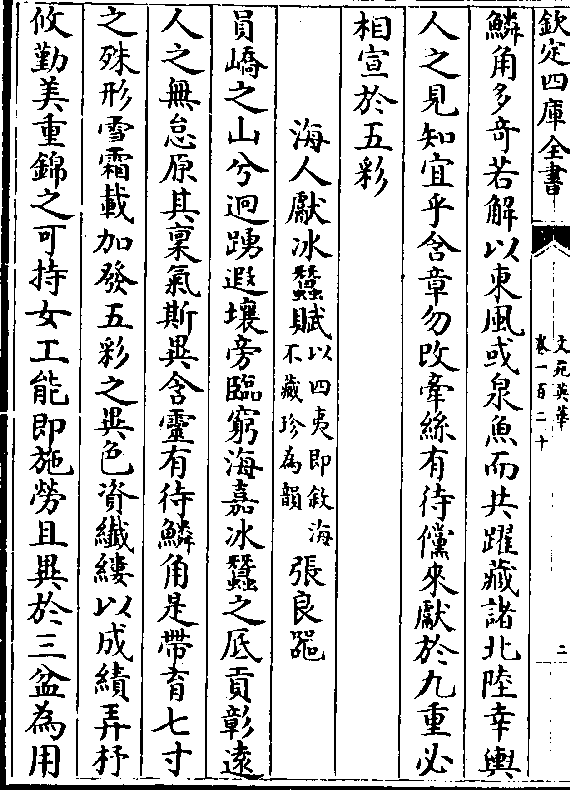 欽定四庫全書
文苑英華
卷一百二十
二
鱗角多奇若解以東風或泉魚而共躍藏諸北陸幸輿
人之見知宜乎含章勿改牽絲有待儻來獻於九重必
相宣於五彩
海人獻冰蠶賦以四夷即敘海不藏珍為韻 張良器
員嶠之山兮迥踴遐壤旁臨窮海嘉冰蠶之厎貢彰遠
人之無怠原其稟氣斯異含靈有待鱗角是帶育七寸
之殊形雪霜載加發五彩之異色資纖縷以成績弄杼
攸勤美重錦之可持女工能即施勞且異於三盆為用